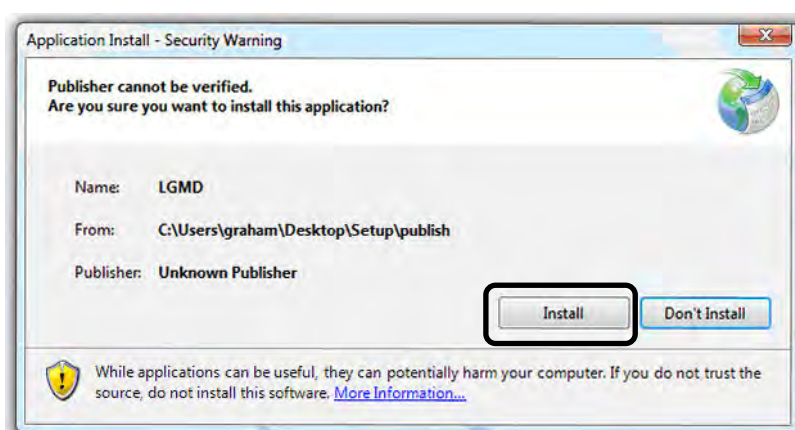 Application Install - Security Warning
Publisher cannot be verified.
Are you sure you want to install this application?
Name: LGMD
From: C:\Users\graham\Desktop\Setup\publish
Publisher: Unknown Publisher
Install Don't Install
While applications can be useful, they can potentially harm your computer. If you do not trust the
source, do not install this software. More Information...